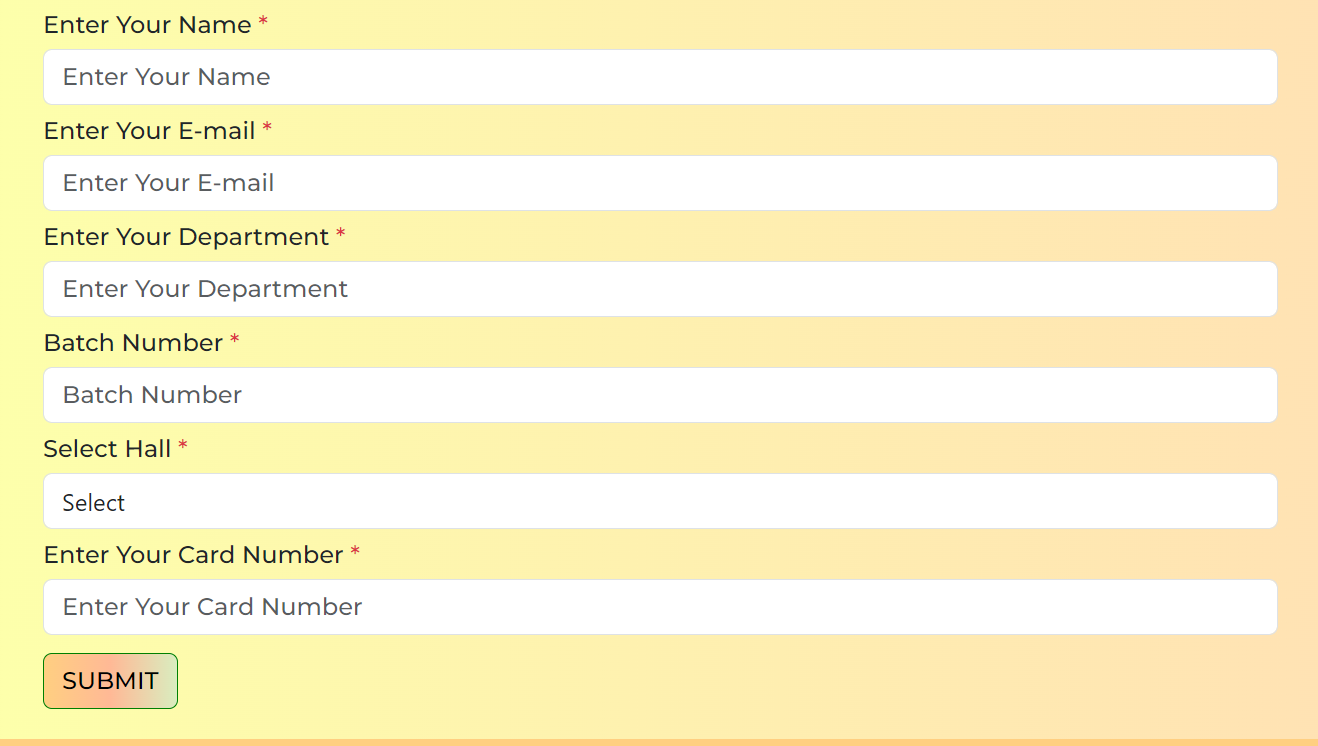 Enter Your Name *
Enter Your Name
Enter Your E-mail *
Enter Your E-mail
Enter Your Department *
Enter Your Department
Batch Number *
Batch Number
Select Hall *
Select
Enter Your Card Number *
Enter Your Card Number
SUBMIT